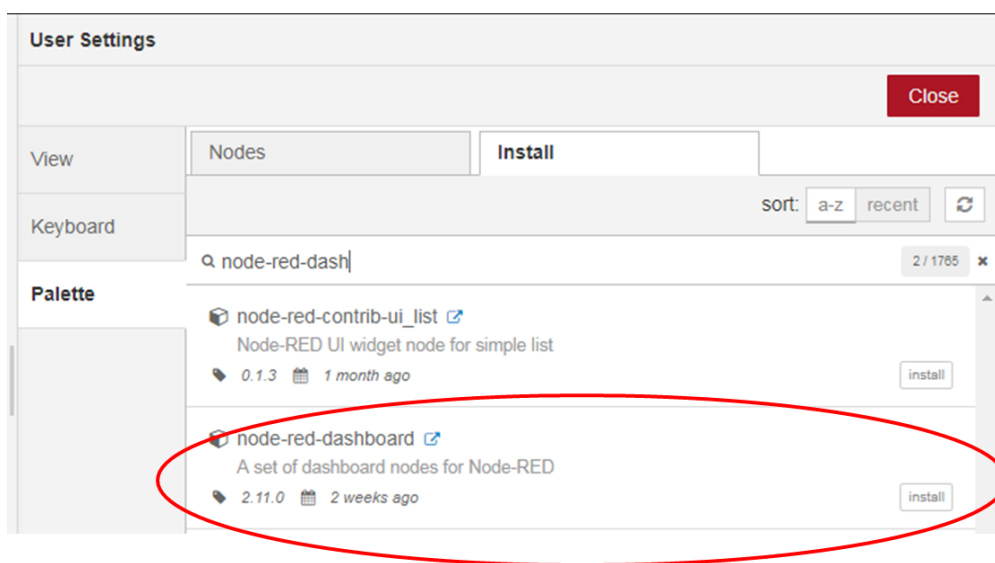 User Settings
Close
View
Nodes
Install
sort: a-z recent
Keyboard
node-red-dash
2 / 1765
Palette
node-red-contrib-ui_list
Node-RED UI widget node for simple list
0.1.3 1 month ago
install
node-red-dashboard
A set of dashboard nodes for Node-RED
2.11.0 2 weeks ago
install